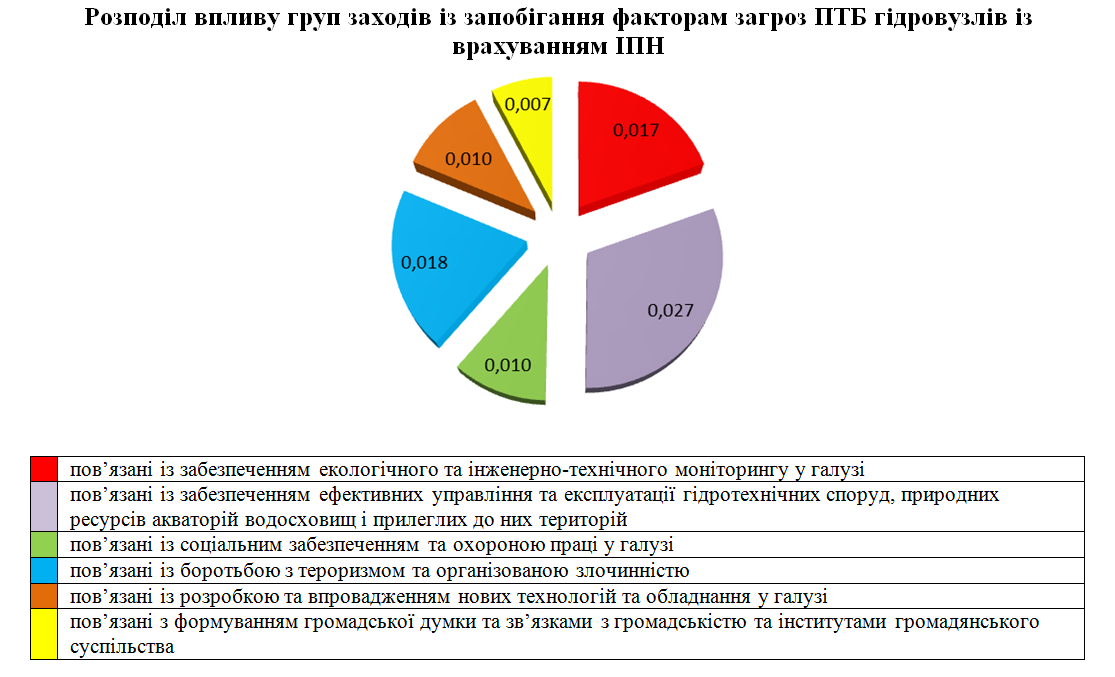 Розподіл впливу груп заходів із запобігання факторам загроз ПТБ гідровузлів із
врахуванням ІПН
0,007
0,017
0,010
0,018
0,027
0,010
пов’язані із забезпеченням екологічного та інженерно-технічного моніторингу у галузі
пов’язані із забезпеченням ефективних управління та експлуатації гідротехнічних споруд, природних
ресурсів акваторій водосховищ і прилеглих до них територій
пов’язані із соціальним забезпеченням та охороною праці у галузі
пов’язані із боротьбою з тероризмом та організованою злочинністю
пов’язані із розробкою та впровадженням нових технологій та обладнання у галузі
пов’язані з формуванням громадської думки та зв’язками з громадськістю та інститутами громадянського
суспільства